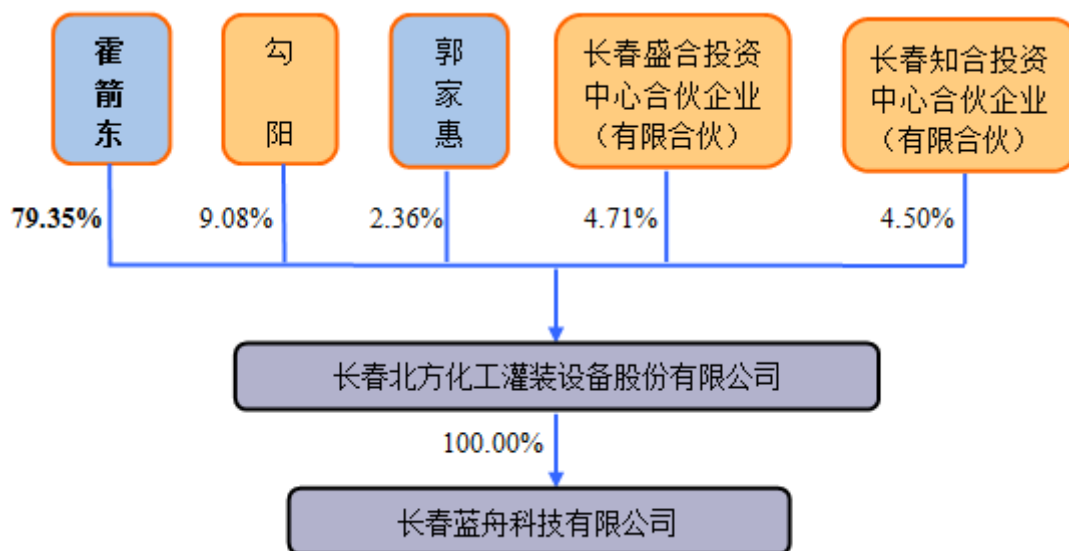 霍箭东
勾阳
郭家惠
长春盛合投资
中心合伙企业
（有限合伙）
长春知合投资
中心合伙企业
（有限合伙）
79.35%
9.08%
2.36%
4.71%
4.50%
长春北方化工灌装设备股份有限公司
100.00%
长春蓝舟科技有限公司